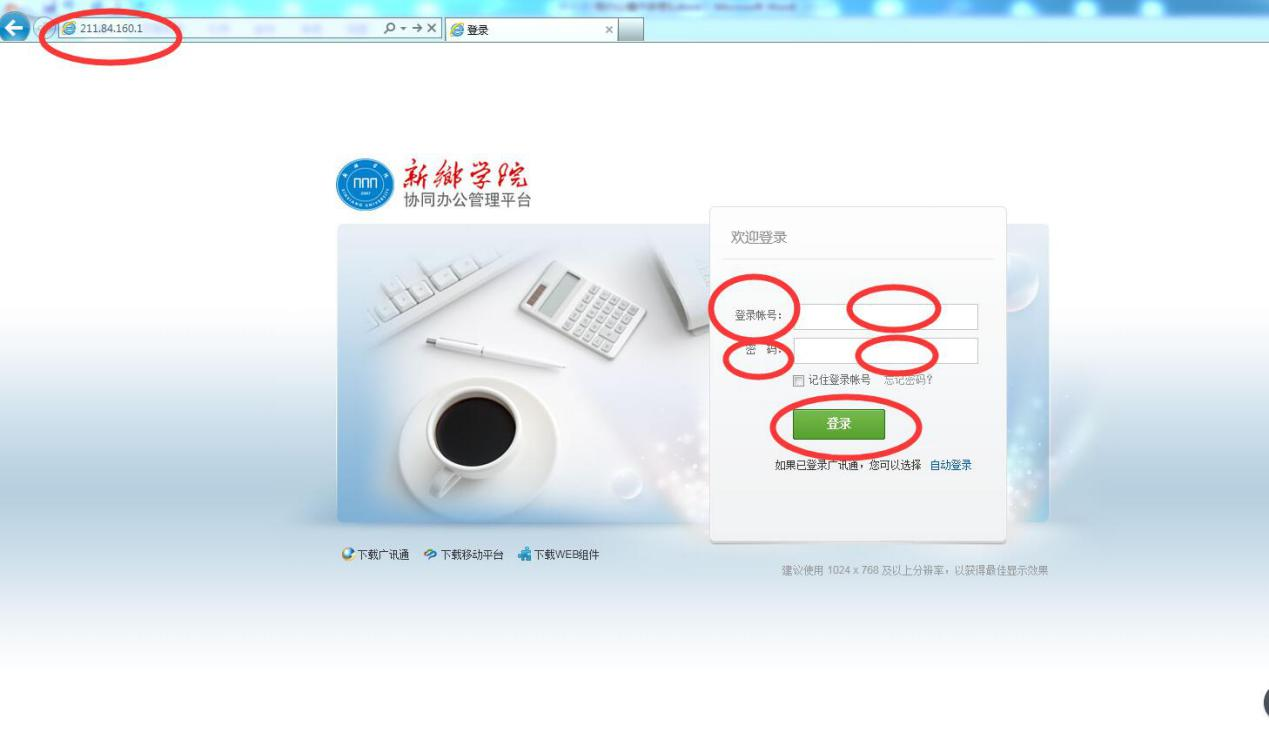 211.84.160.1
登录
新鄉学院
协同办公管理平台
欢迎登录
登录帐号：
密 码：
记住登录帐号 忘记密码?
登录
如果已登录广讯通，您可以选择 自动登录
下载广讯通 下载移动平台 下载WEB组件
建议使用 1024 x 768 及以上分辨率，以获得最佳显示效果